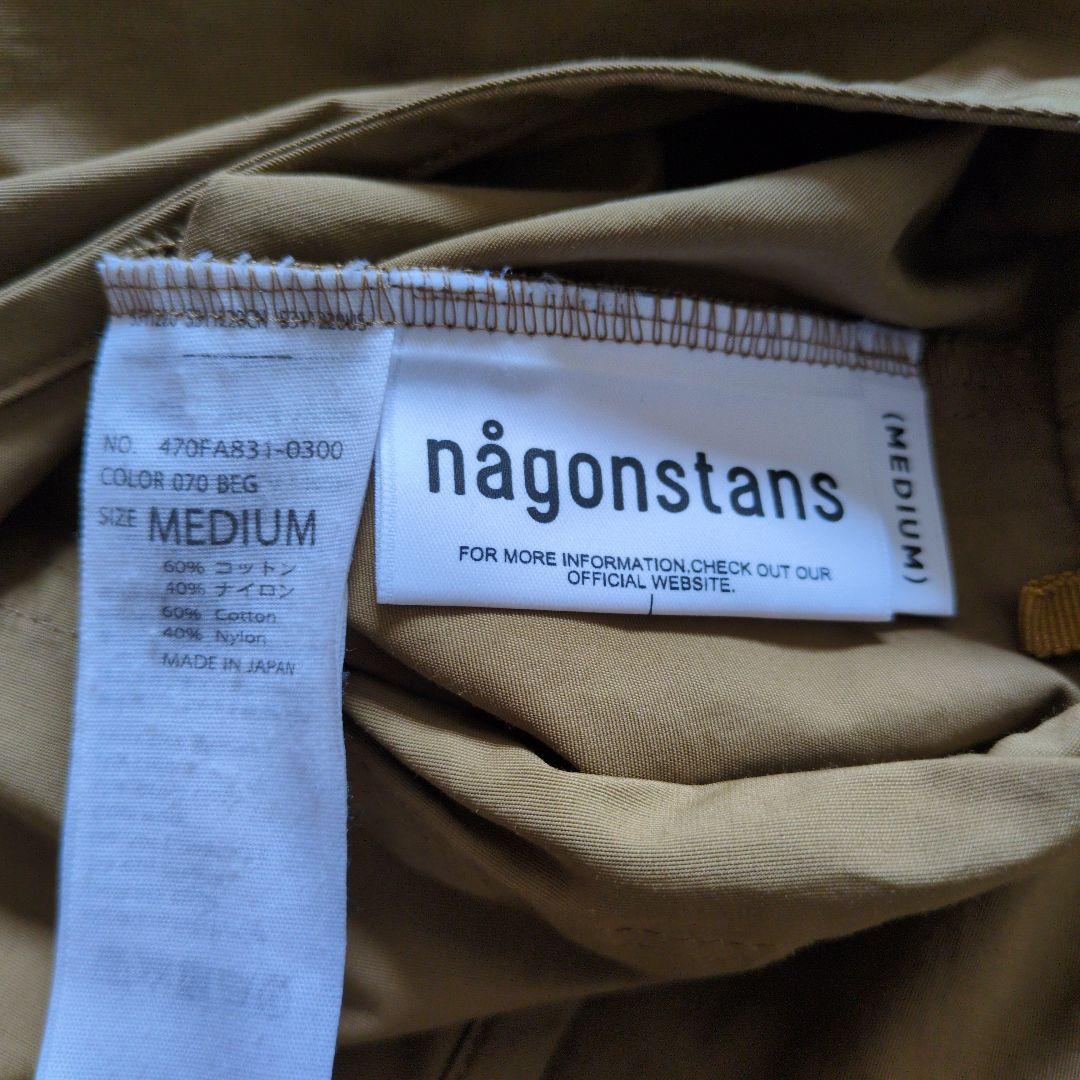 NO. 470FA831-0300
COLOR 070 BEG
SIZE MEDIUM
60% コットン
40% ナイロン
60% Cotton
40% Nylon
MADE IN JAPAN
någonstans
FOR MORE INFORMATION,CHECK OUT OUR
OFFICIAL WEBSITE.
(MEDIUM)